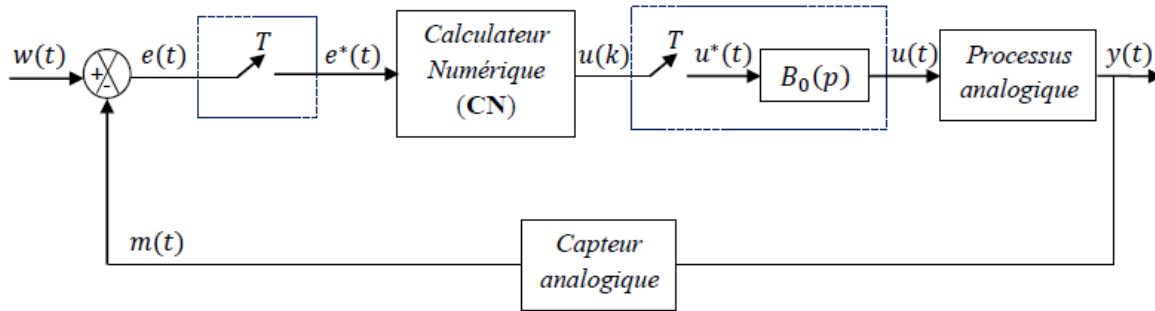 w(t)
+
-
e(t)
T
e*(t)
Calculateur
Numérique
(CN)
u(k)
T
u*(t)
B₀(p)
u(t)
Processus
analogique
y(t)
m(t)
Capteur
analogique